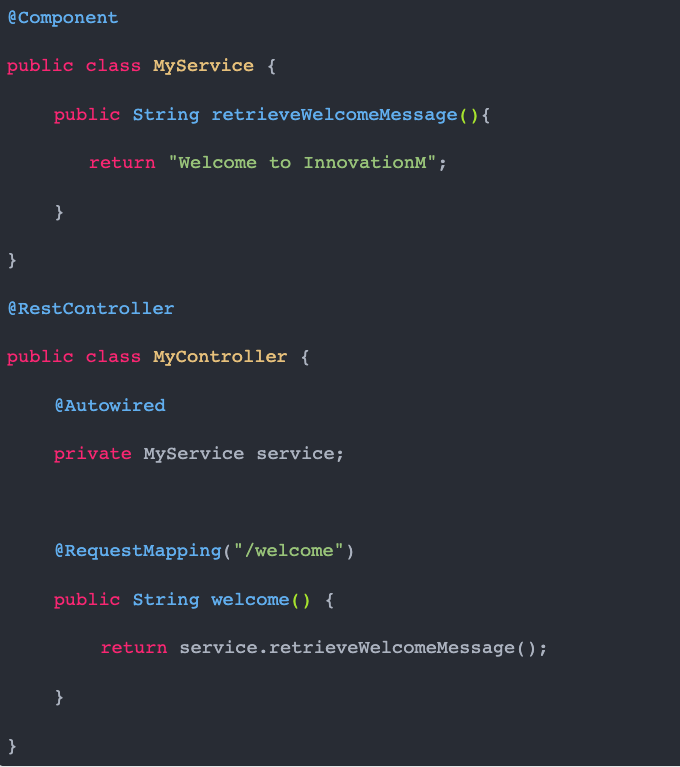 @Component
public class MyService {
public String retrieveWelcomeMessage(){
return "Welcome to InnovationM";
}
}
@RestController
public class MyController {
@Autowired
private MyService service;
@RequestMapping("/welcome")
public String welcome() {
return service.retrieveWelcomeMessage();
}
}